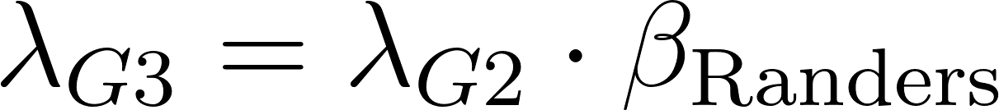 λ_{G3} = λ_{G2} · β_{Randers}